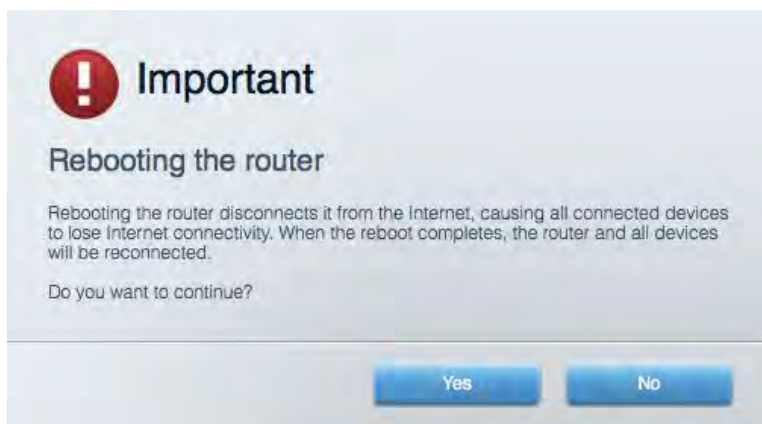 Important
Rebooting the router
Rebooting the router disconnects it from the Internet, causing all connected devices
to lose Internet connectivity. When the reboot completes, the router and all devices
will be reconnected.
Do you want to continue?
Yes
No